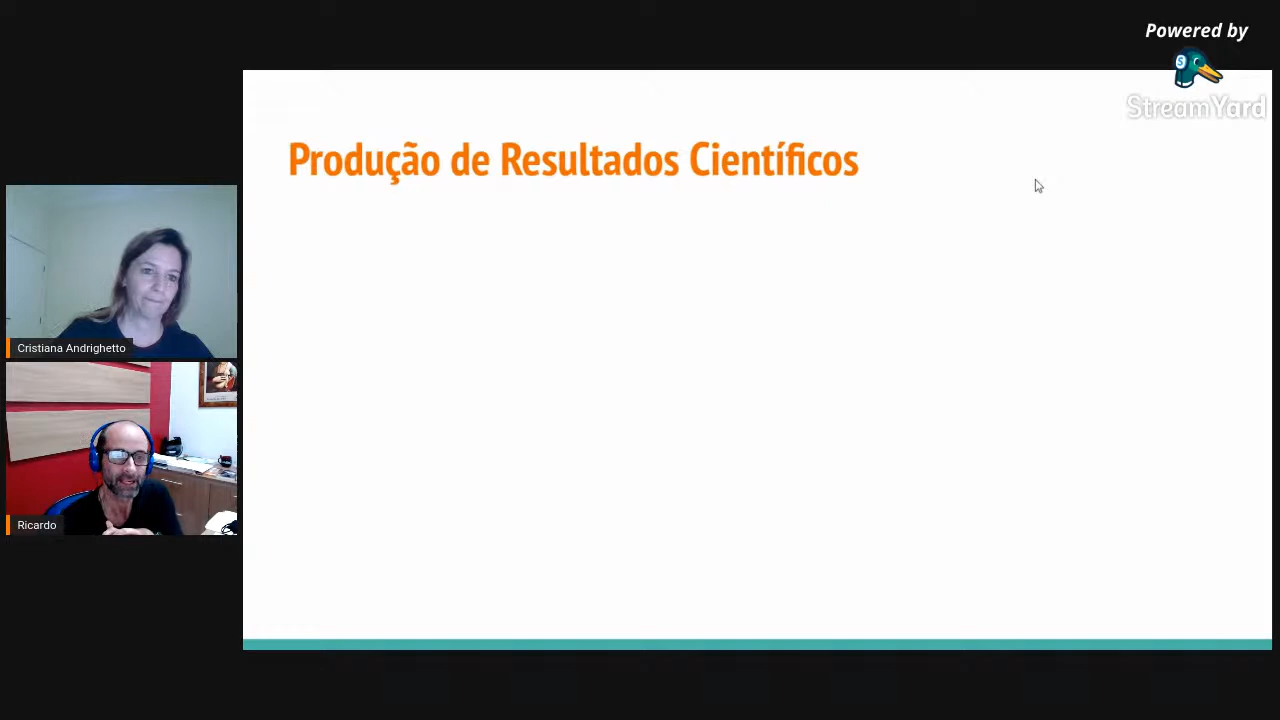 Powered by
StreamYard
Produção de Resultados Científicos
Cristiana Andrighetto
Ricardo